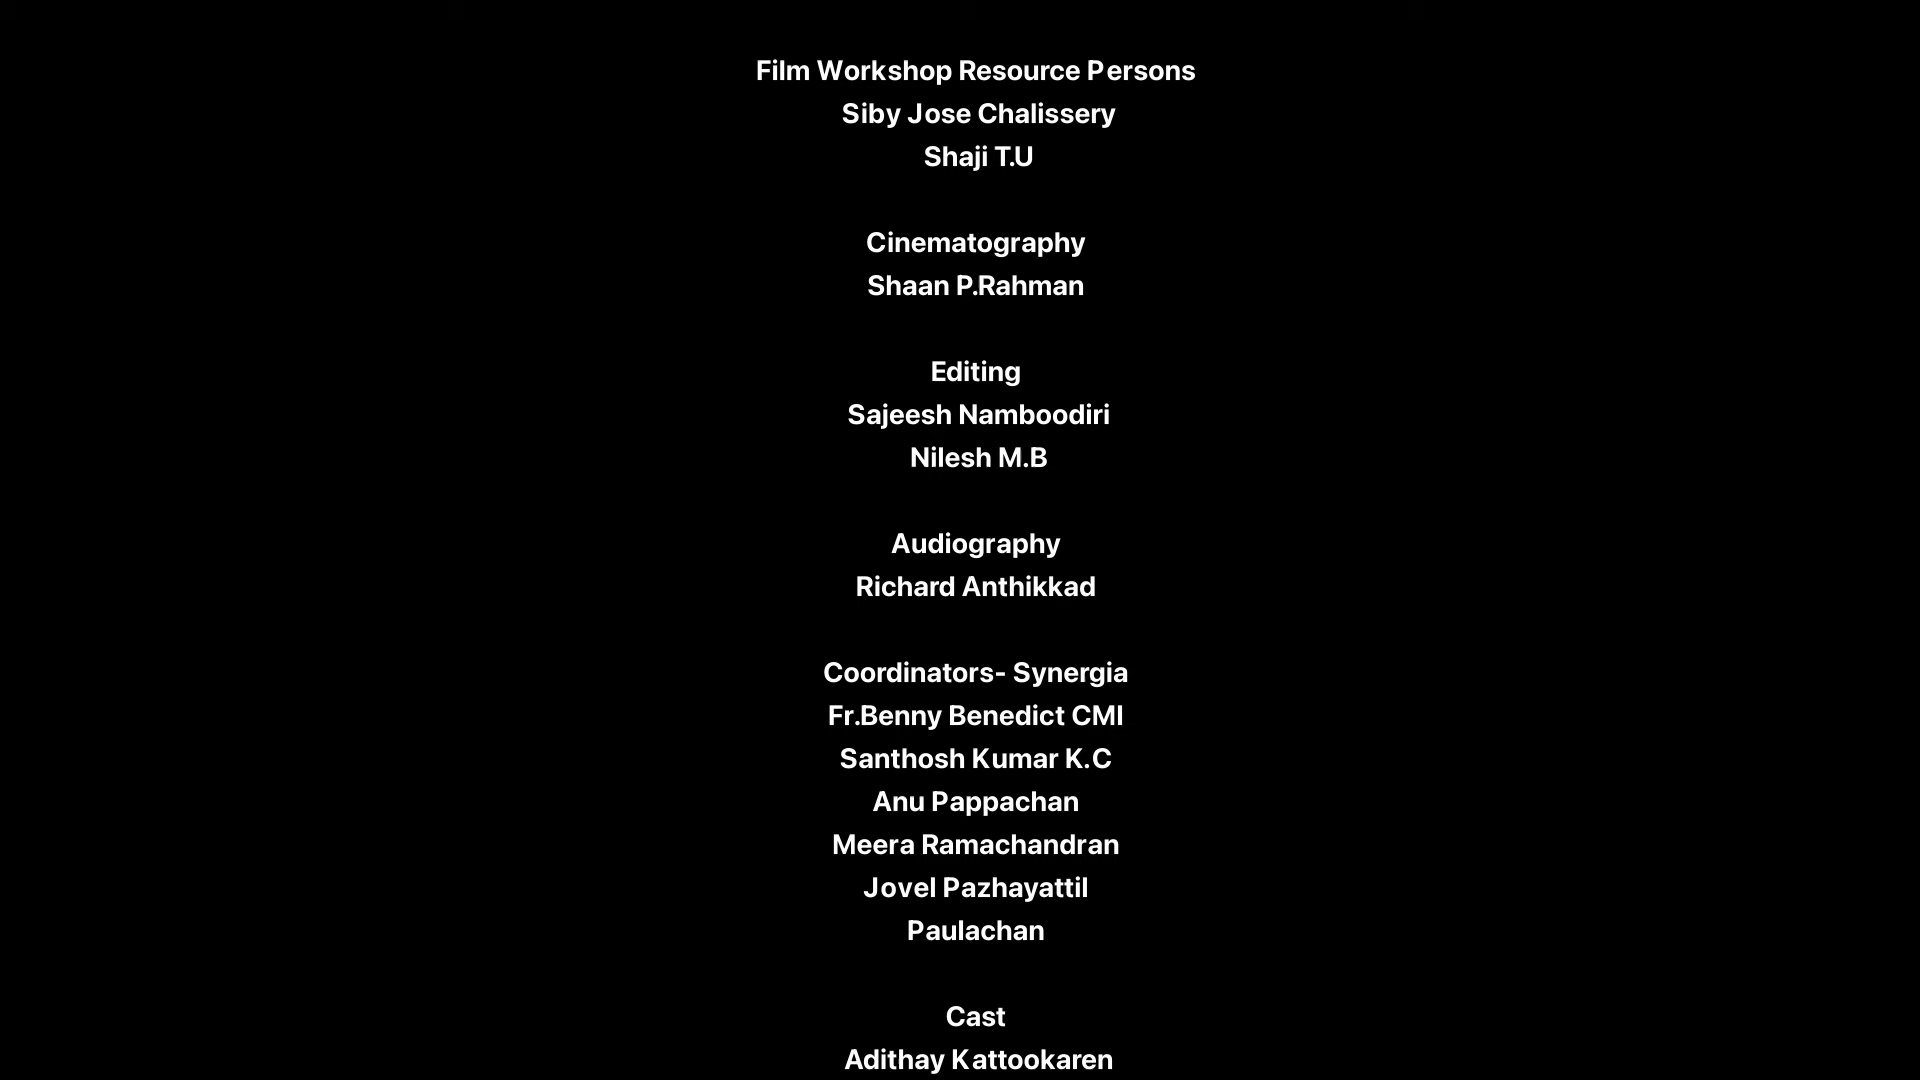 Film Workshop Resource Persons
Siby Jose Chalissery
Shaji T.U
Cinematography
Shaan P.Rahman
Editing
Sajeesh Namboodiri
Nilesh M.B
Audiography
Richard Anthikkad
Coordinators- Synergia
Fr.Benny Benedict CMI
Santhosh Kumar K.C
Anu Pappachan
Meera Ramachandran
Jovel Pazhayattil
Paulachan
Cast
Adithay Kattookaren